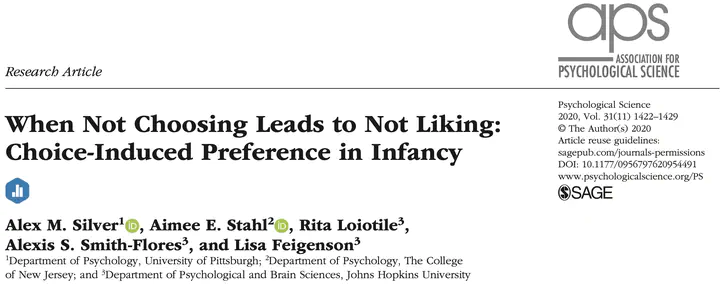 aps
ASSOCIATION FOR
PSYCHOLOGICAL SCIENCE
Research Article
When Not Choosing Leads to Not Liking:
Choice-Induced Preference in Infancy
Psychological Science
2020, Vol. 31(11) 1422–1429
© The Author(s) 2020
Article reuse guidelines:
sagepub.com/journals-permissions
DOI: 10.1177/0956797620954491
www.psychologicalscience.org/PS
SAGE
Alex M. Silver¹ iD, Aimee E. Stahl² iD, Rita Loiotile³,
Alexis S. Smith-Flores³, and Lisa Feigenson³
¹Department of Psychology, University of Pittsburgh; ²Department of Psychology, The College
of New Jersey; and ³Department of Psychological and Brain Sciences, Johns Hopkins University